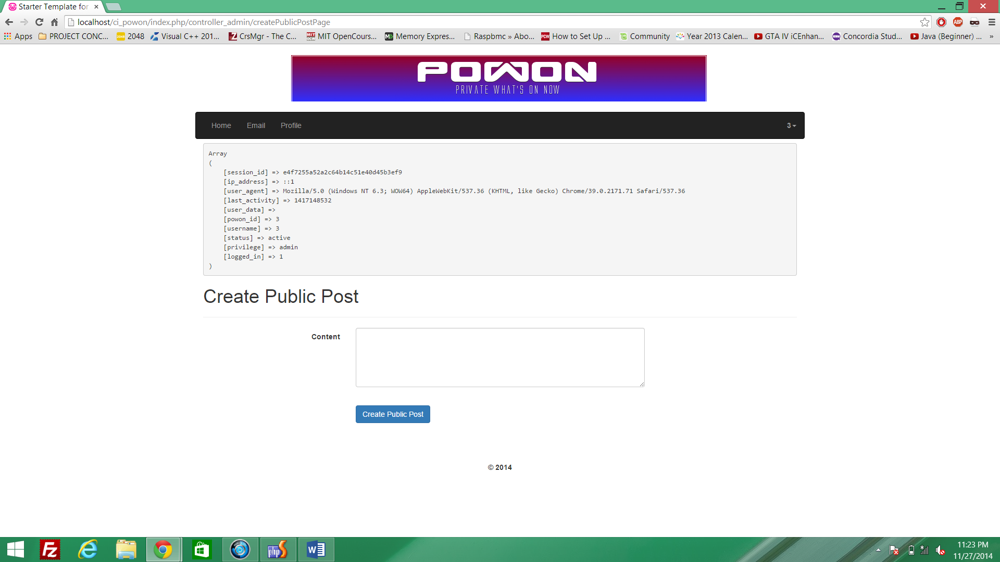 Starter Template for
localhost/ci_powon/index.php/controller_admin/createPublicPostPage
ABP
Apps PROJECT CONC... 2048 2048 Visual C++ 201... CrsMgr - The C... MIT OCW MIT OpenCours... Memory Expres... Raspbmc » Abo... PCW How to Set Up ... Community Year 2013 Calen... GTA IV iCEnhan... Concordia Stud... Java (Beginner) ... »
POWON
PRIVATE WHAT'S ON NOW
Home Email Profile 3
Array
(
[session_id] => e4f7255a52a2c64b14c51e40d45b3ef9
[ip_address] => ::1
[user_agent] => Mozilla/5.0 (Windows NT 6.3; WOW64) AppleWebKit/537.36 (KHTML, like Gecko) Chrome/39.0.2171.71 Safari/537.36
[last_activity] => 1417148532
[user_data] =>
[powon_id] => 3
[username] => 3
[status] => active
[privilege] => admin
[logged_in] => 1
)
Create Public Post
Content
Create Public Post
© 2014
11:23 PM
11/27/2014